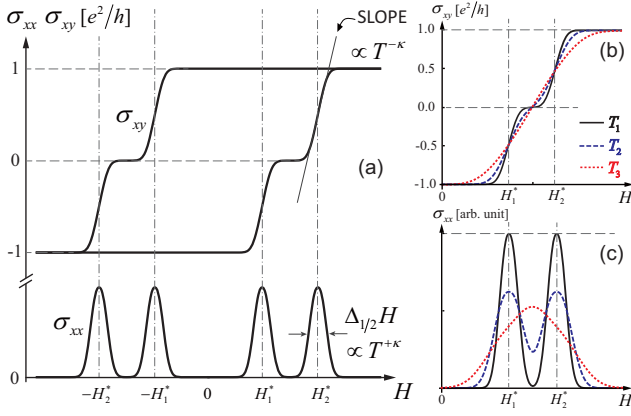 σxx σxy [e²/h]
SLOPE
∝ T^−κ
1
σxy
0
(a)
-1
σxx
Δ1/2H
∝ T^+κ
0
−H2* −H1* 0 H1* H2* H
σxy [e²/h]
1.0
(b)
0.5
0.0
T1
-0.5
T2
T3
-1.0
0 H1* H2* H
σxx [arb. unit]
(c)
0 H1* H2* H